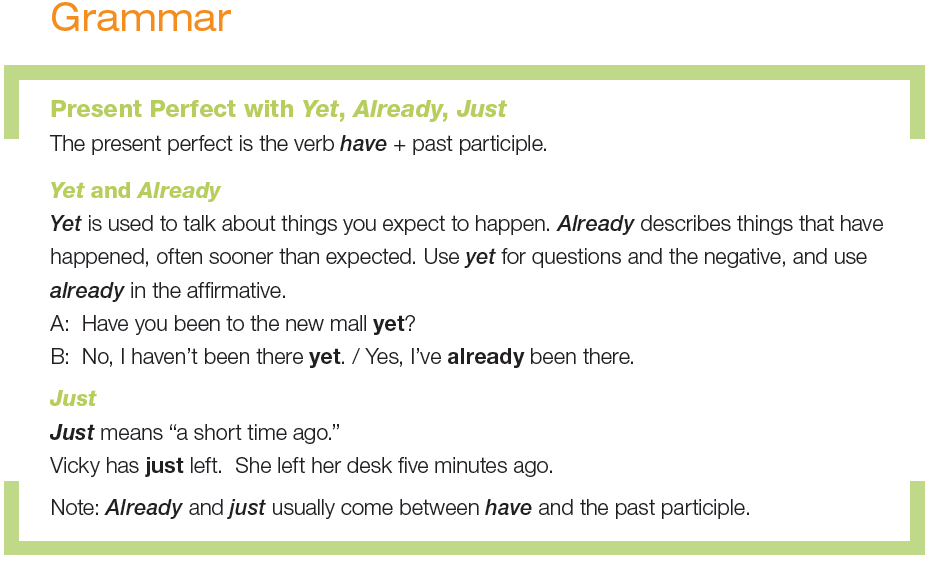 Grammar
Present Perfect with Yet, Already, Just
The present perfect is the verb have + past participle.
Yet and Already
Yet is used to talk about things you expect to happen. Already describes things that have
happened, often sooner than expected. Use yet for questions and the negative, and use
already in the affirmative.
A: Have you been to the new mall yet?
B: No, I haven’t been there yet. / Yes, I’ve already been there.
Just
Just means “a short time ago.”
Vicky has just left. She left her desk five minutes ago.
Note: Already and just usually come between have and the past participle.